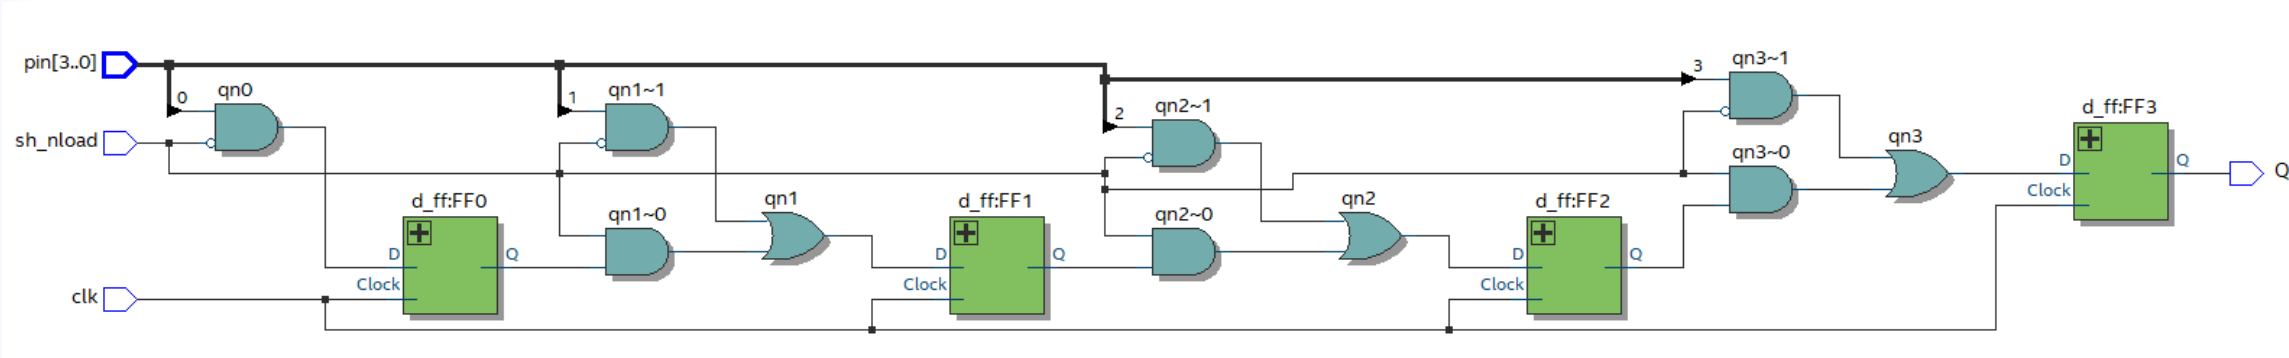 pin[3..0]
sh_nload
clk
0
qn0
d_ff:FF0
D
Clock
Q
1
qn1~1
qn1~0
qn1
d_ff:FF1
D
Clock
Q
2
qn2~1
qn2~0
qn2
d_ff:FF2
D
Clock
Q
3
qn3~1
qn3~0
qn3
d_ff:FF3
D
Clock
Q
Q